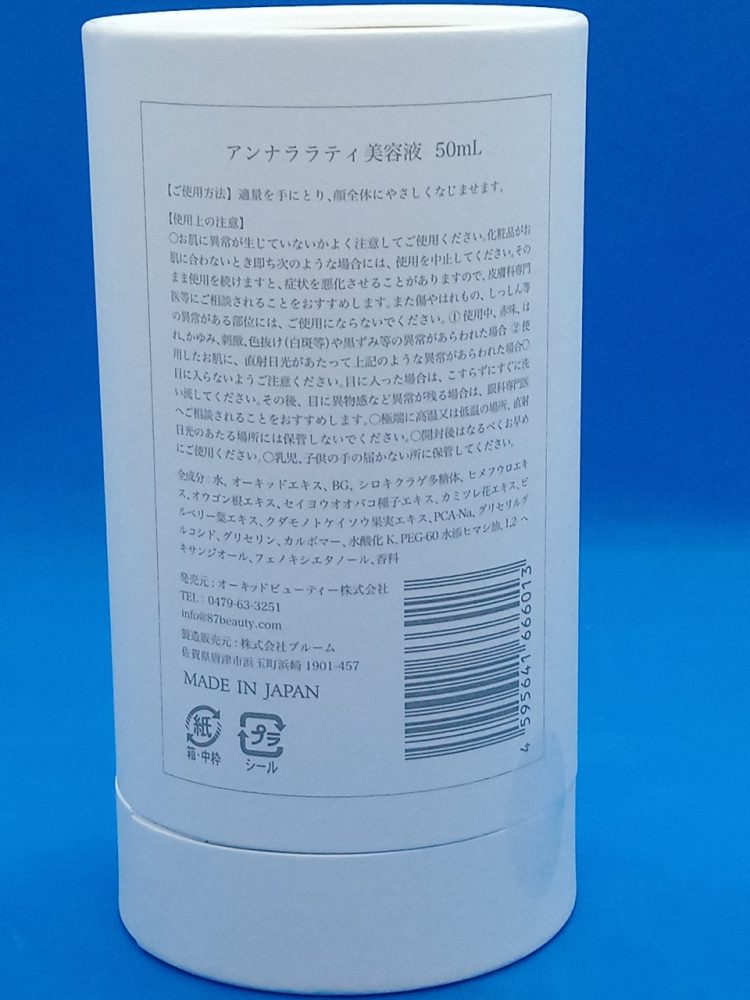 アンナララティ美容液 50mL
【ご使用方法】適量を手にとり、顔全体にやさしくなじませます。
【使用上の注意】
〇お肌に異常が生じていないかよく注意してご使用ください。化粧品がお
肌に合わないとき即ち次のような場合には、使用を中止してください。その
まま使用を続けますと、症状を悪化させることがありますので、皮膚科専門
医等にご相談されることをおすすめします。また傷やはれもの、しっしん等
の異常がある部位には、ご使用にならないでください。①使用中、赤味、は
れ、かゆみ、刺激、色抜け(白斑等)や黒ずみ等の異常があらわれた場合 ②使
用したお肌に、直射日光があたって上記のような異常があらわれた場合〇
目に入らないようご注意ください。目に入った場合は、こすらずにすぐに洗
い流してください。その後、目に異物感など異常が残る場合は、眼科専門医
へご相談されることをおすすめします。〇極端に高温又は低温の場所、直射
日光のあたる場所には保管しないでください。〇開封後はなるべくお早め
にご使用ください。〇乳児、子供の手の届かない所に保管してください。
全成分 水、オーキッドエキス、BG、シロキクラゲ多糖体、ヒメフウロエキ
ス、オウゴン根エキス、セイヨウオオバコ種子エキス、カミツレ花エキス、ビ
ルベリー葉エキス、クダモノトケイソウ果実エキス、PCA-Na、グリセリルグ
ルコシド、グリセリン、カルボマー、水酸化K、PEG-60水添ヒマシ油、1,2-ヘ
キサンジオール、フェノキシエタノール、香料
発売元:オーキッドビューティー株式会社
TEL:0479-63-3251
info@87beauty.com
製造販売元:株式会社ブルーム
佐賀県唐津市浜玉町浜崎 1901-457
MADE IN JAPAN
紙
箱・中枠
プラ
シール
4 595641 666013